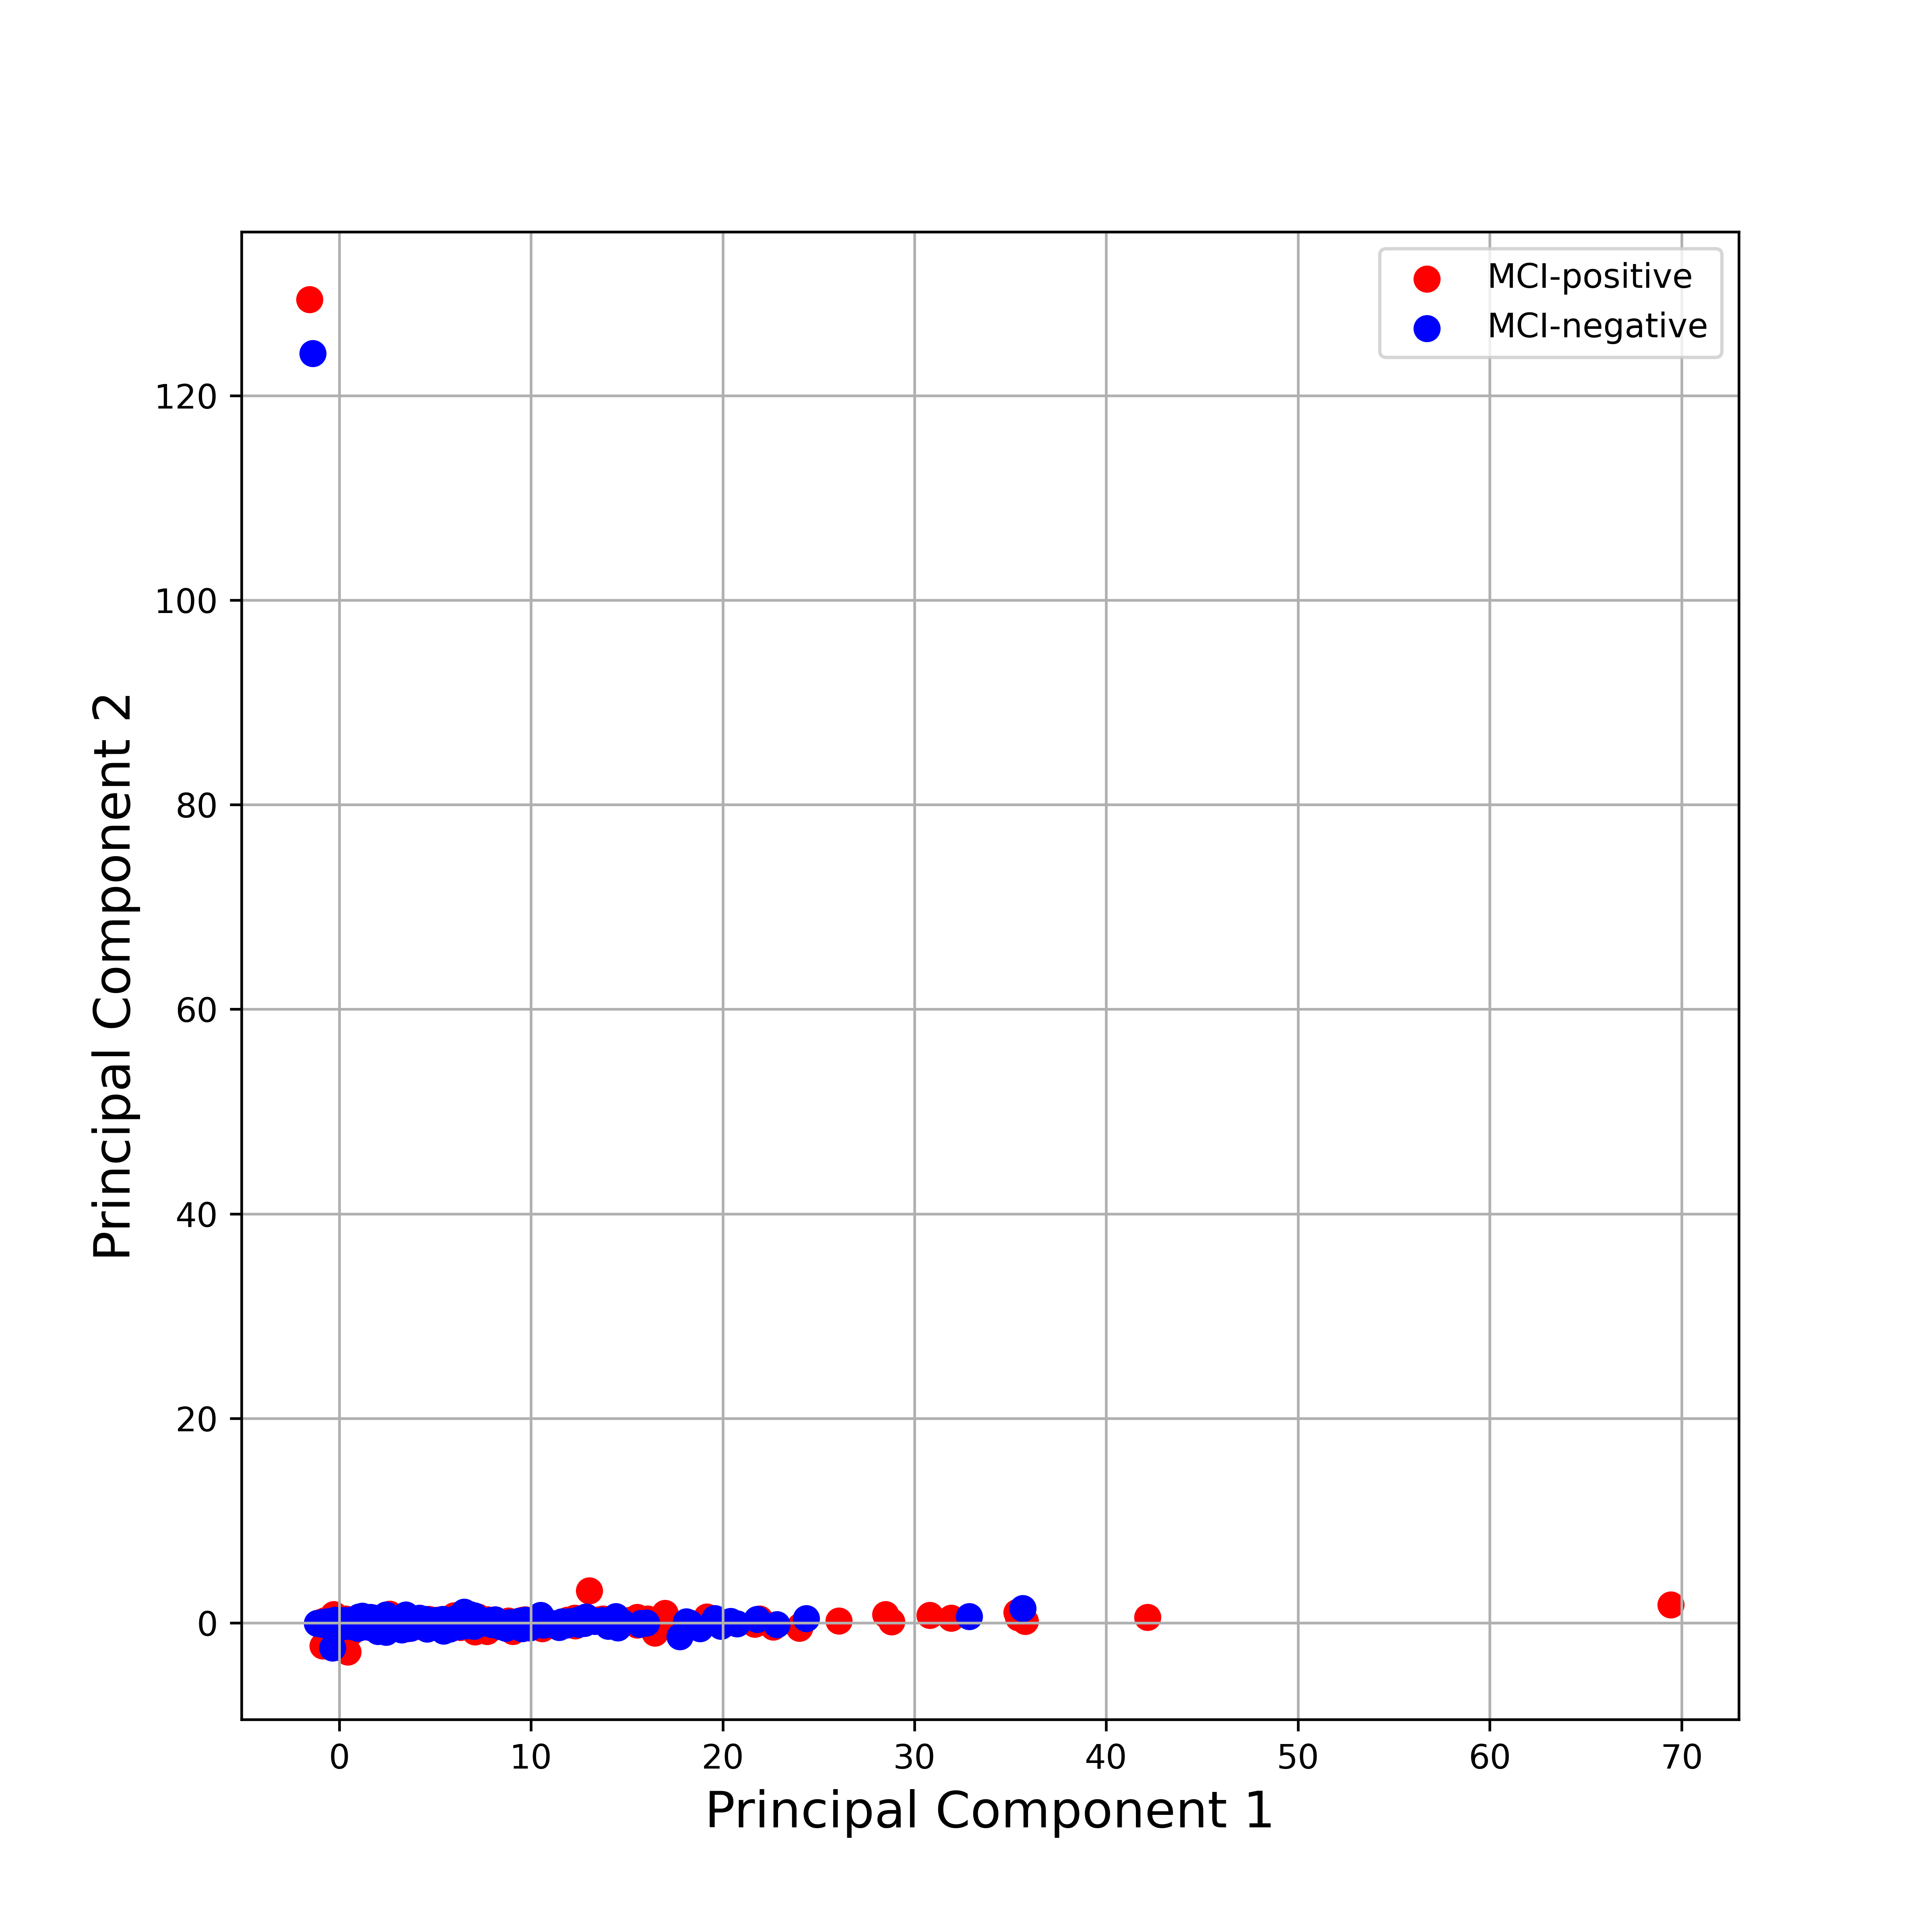 MCI-positive
MCI-negative
120
100
80
60
40
20
0
Principal Component 2
0 10 20 30 40 50 60 70
Principal Component 1